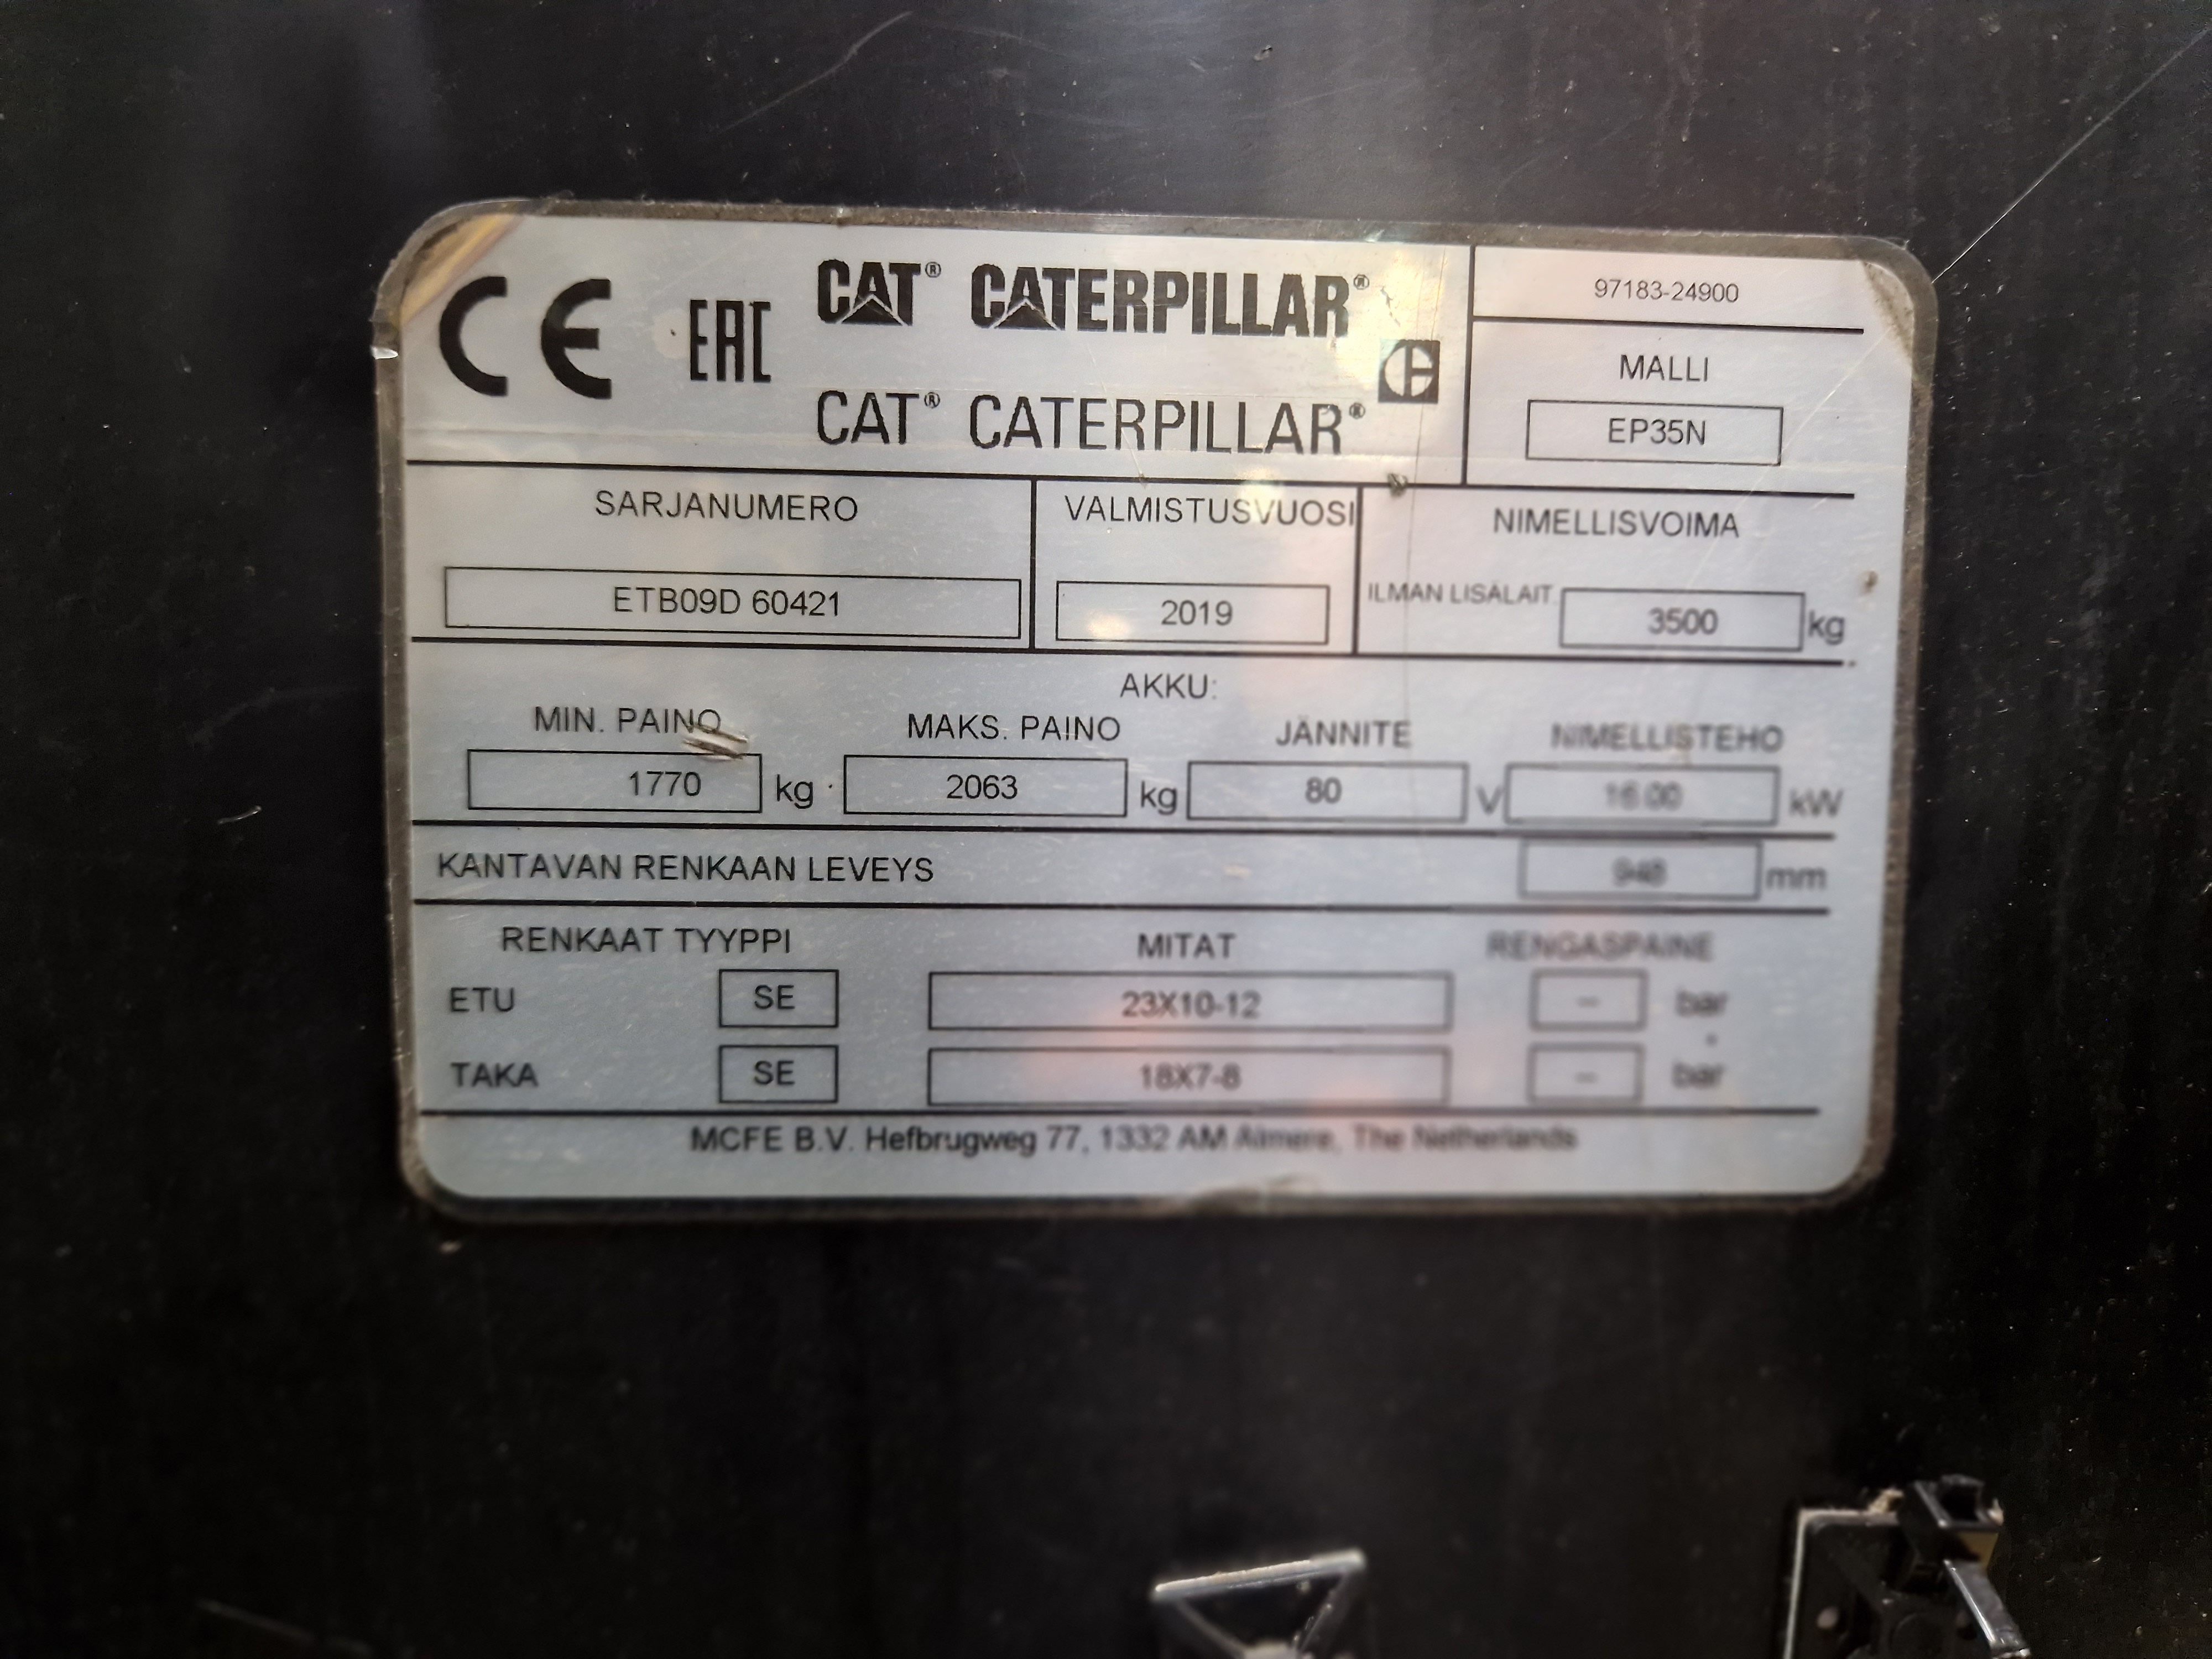 CE EAC CAT® CATERPILLAR®
CAT® CATERPILLAR®
97183-24900
MALLI
EP35N
SARJANUMERO VALMISTUSVUOSI NIMELLISVOIMA
ETB09D 60421 2019 ILMAN LISÄLAIT. 3500 kg
AKKU:
MIN. PAINO MAKS. PAINO JÄNNITE NIMELLISTEHO
1770 kg 2063 kg 80 V 16.00 kW
KANTAVAN RENKAAN LEVEYS 948 mm
RENKAAT TYYPPI MITAT RENGASPAINE
ETU SE 23X10-12 – bar
TAKA SE 18X7-8 – bar
MCFE B.V. Hefbrugweg 77, 1332 AM Almere, The Netherlands